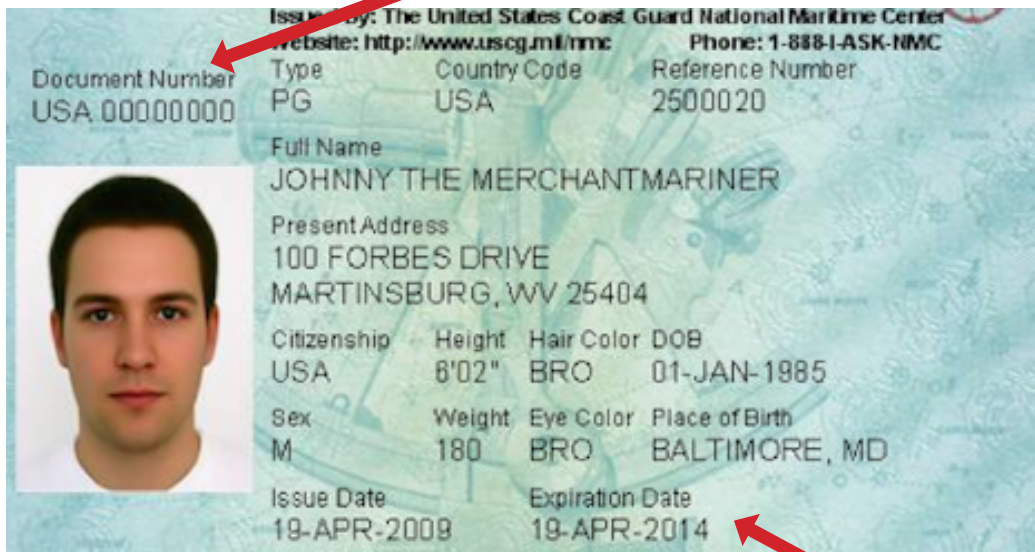 Issued by: The United States Coast Guard National Maritime Center
Website: http://www.uscg.mil/nmc Phone: 1-888-I-ASK-NMC
Document Number
USA 00000000
Type Country Code Reference Number
PG USA 2500020
Full Name
JOHNNY THE MERCHANTMARINER
Present Address
100 FORBES DRIVE
MARTINSBURG, WV 25404
Citizenship Height Hair Color DOB
USA 6'02" BRO 01-JAN-1985
Sex Weight Eye Color Place of Birth
M 180 BRO BALTIMORE, MD
Issue Date Expiration Date
19-APR-2009 19-APR-2014